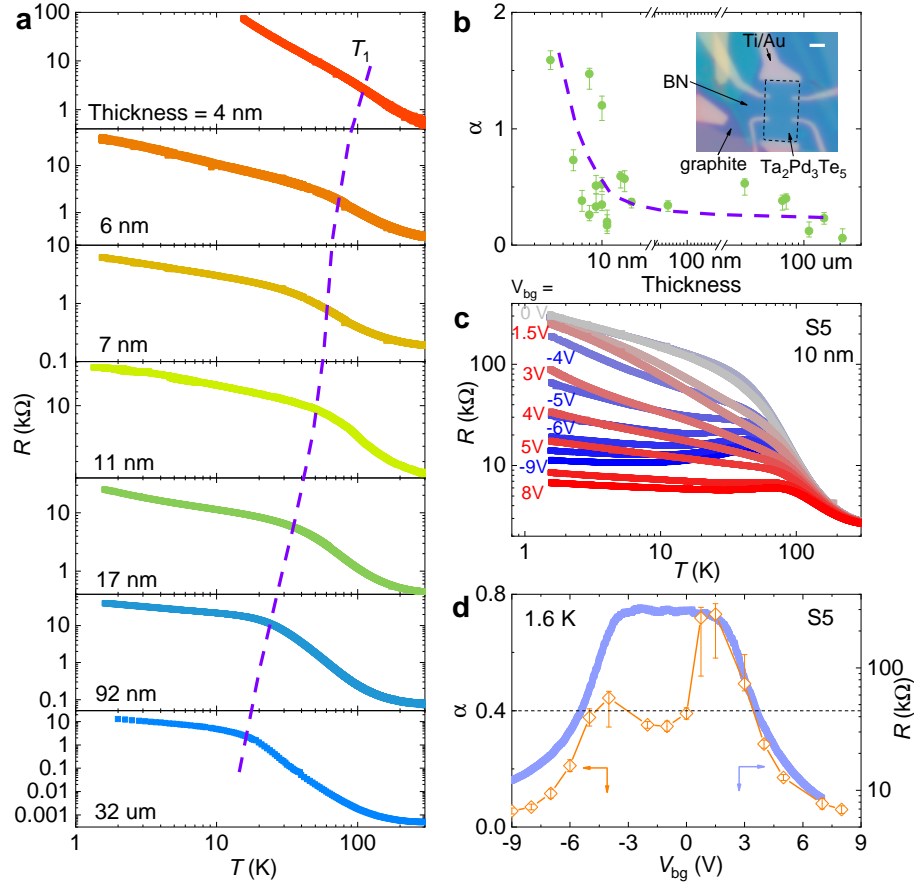 a
100
10
1
T1
Thickness = 4 nm
10
1
6 nm
10
1
0.1
7 nm
10
11 nm
10
1
17 nm
10
1
0.1
92 nm
10
1
0.1
0.01
0.001
32 um
1
10
100
R (kΩ)
T (K)
b
α
1.6
0.8
0
10 nm
100 nm
100 um
Thickness
Ti/Au
BN
graphite
Ta2Pd3Te5
c
Vbg =
0 V
1.5V
-4V
3V
-5V
4V
-6V
5V
-9V
8V
S5
10 nm
100
10
R (kΩ)
1
10
100
T (K)
d
1.6 K
S5
0.8
0.4
0.0
α
100
10
R (kΩ)
-9
-6
-3
0
3
6
9
Vbg (V)